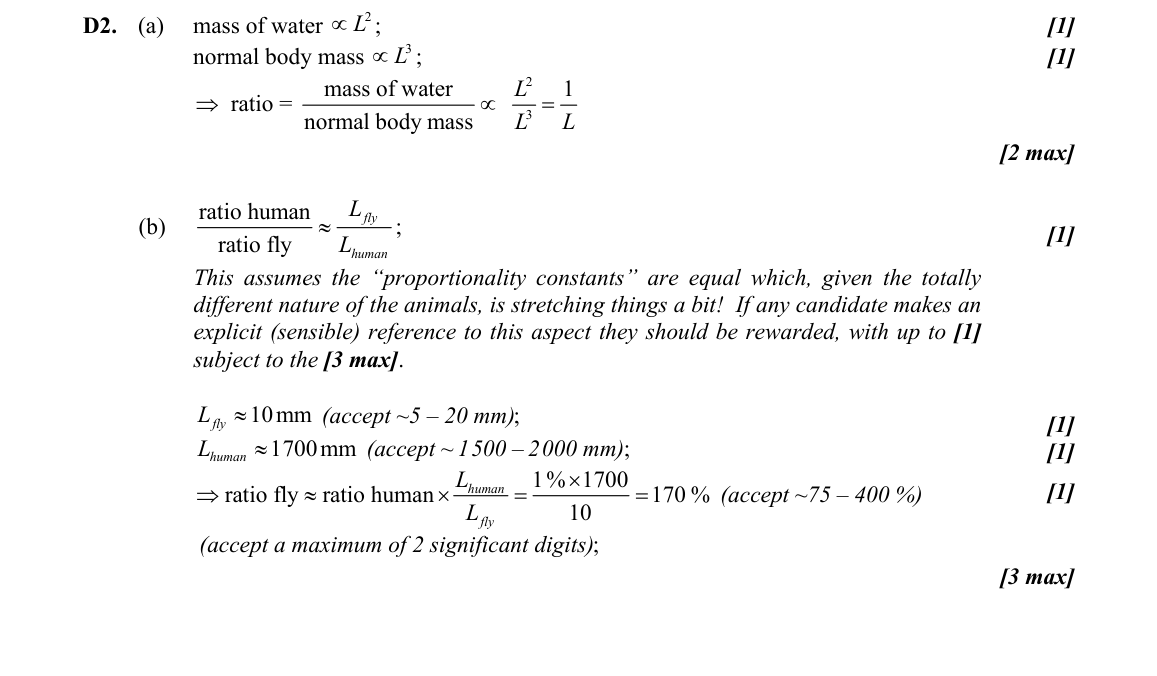 D2. (a) mass of water ∝ L²; [1]
normal body mass ∝ L³; [1]
⇒ ratio = mass of water / normal body mass ∝ L²/L³ = 1/L
[2 max]
(b) ratio human / ratio fly ≈ L_fly / L_human; [1]
This assumes the “proportionality constants” are equal which, given the totally
different nature of the animals, is stretching things a bit! If any candidate makes an
explicit (sensible) reference to this aspect they should be rewarded, with up to [1]
subject to the [3 max].
L_fly ≈ 10 mm (accept ~5 – 20 mm); [1]
L_human ≈ 1700 mm (accept ~ 1500 – 2000 mm); [1]
⇒ ratio fly ≈ ratio human × L_human / L_fly = 1 % × 1700 / 10 = 170 % (accept ~75 – 400 %) [1]
(accept a maximum of 2 significant digits);
[3 max]